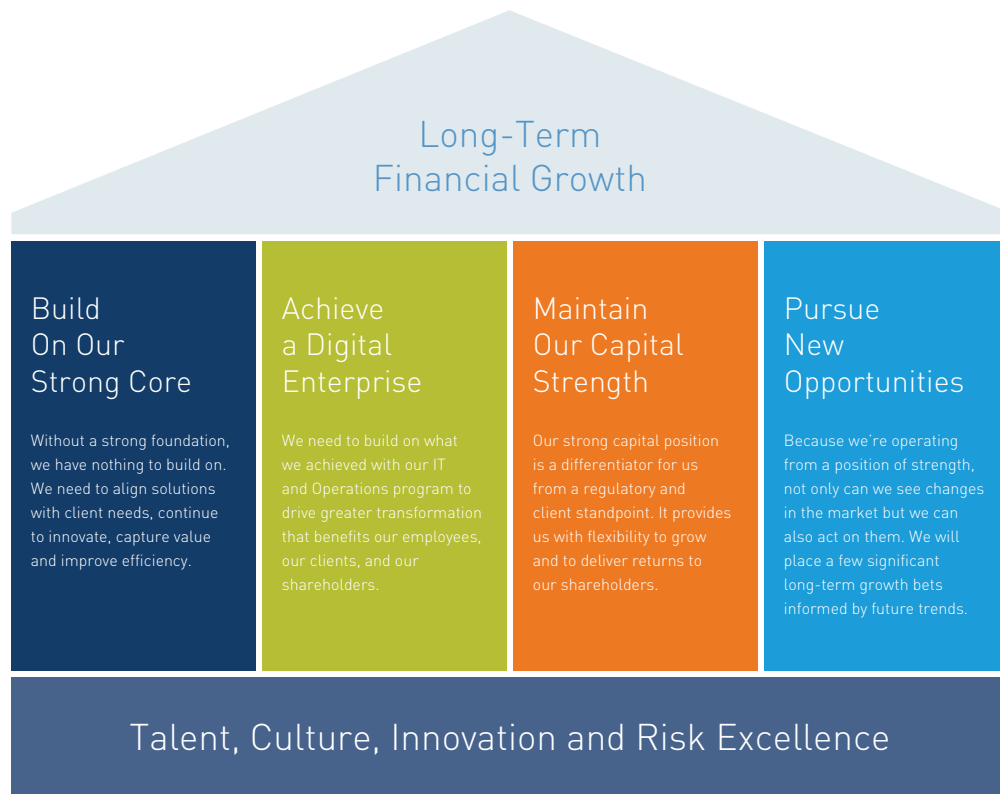 Long-Term
Financial Growth
Build
On Our
Strong Core
Without a strong foundation,
we have nothing to build on.
We need to align solutions
with client needs, continue
to innovate, capture value
and improve efficiency.
Achieve
a Digital
Enterprise
We need to build on what
we achieved with our IT
and Operations program to
drive greater transformation
that benefits our employees,
our clients, and our
shareholders.
Maintain
Our Capital
Strength
Our strong capital position
is a differentiator for us
from a regulatory and
client standpoint. It provides
us with flexibility to grow
and to deliver returns to
our shareholders.
Pursue
New
Opportunities
Because we're operating
from a position of strength,
not only can we see changes
in the market but we can
also act on them. We will
place a few significant
long-term growth bets
informed by future trends.
Talent, Culture, Innovation and Risk Excellence